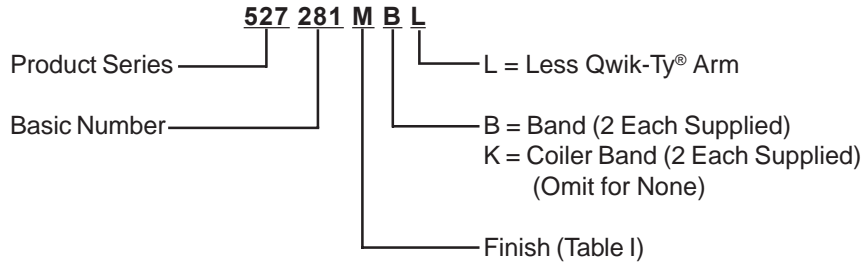 527 281 M B L
Product Series
L = Less Qwik-Ty® Arm
Basic Number
B = Band (2 Each Supplied)
K = Coiler Band (2 Each Supplied)
(Omit for None)
Finish (Table I)